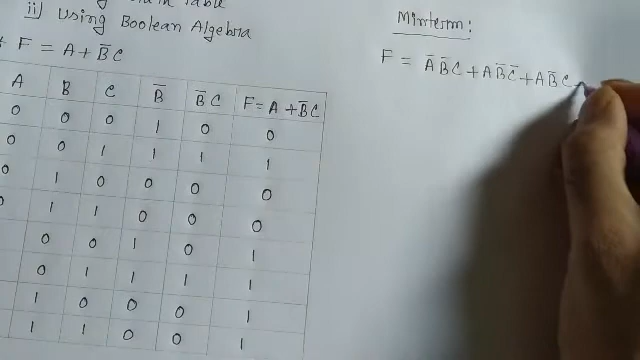 Table
ii) Using Boolean Algebra
F = A + B̅C
A B C B̅ B̅C F = A + B̅C
0 0 0 1 0 0
0 0 1 1 1 1
0 1 0 0 0 0
0 1 1 0 0 0
0 0 1 0 1
0 1 1 1 1
1 0 0 0 1
1 1 0 0 1
Minterm:
F = A̅B̅C + AB̅C̅ + AB̅C